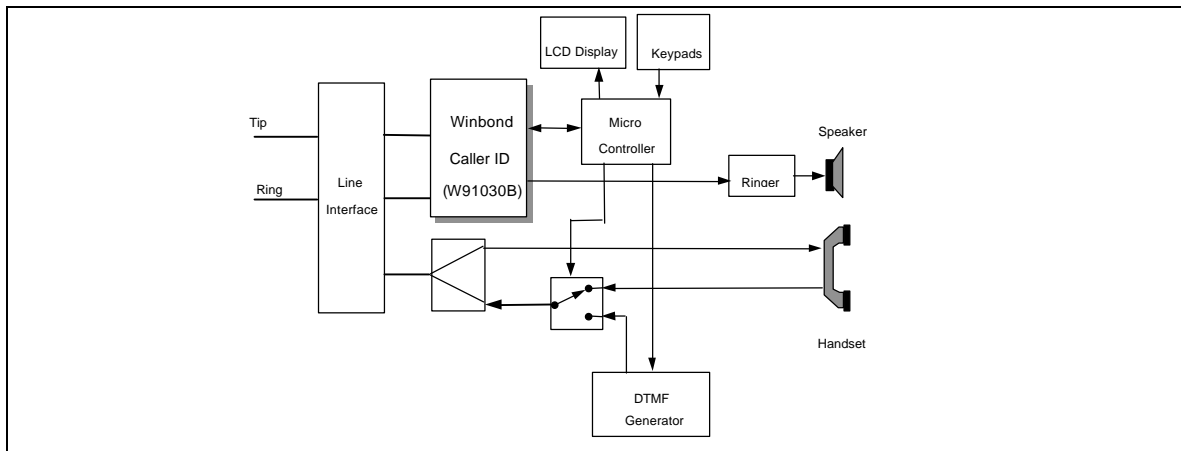 LCD Display
Keypads
Tip
Ring
Line
Interface
Winbond
Caller ID
(W91030B)
Micro
Controller
Speaker
Ringer
Handset
DTMF
Generator